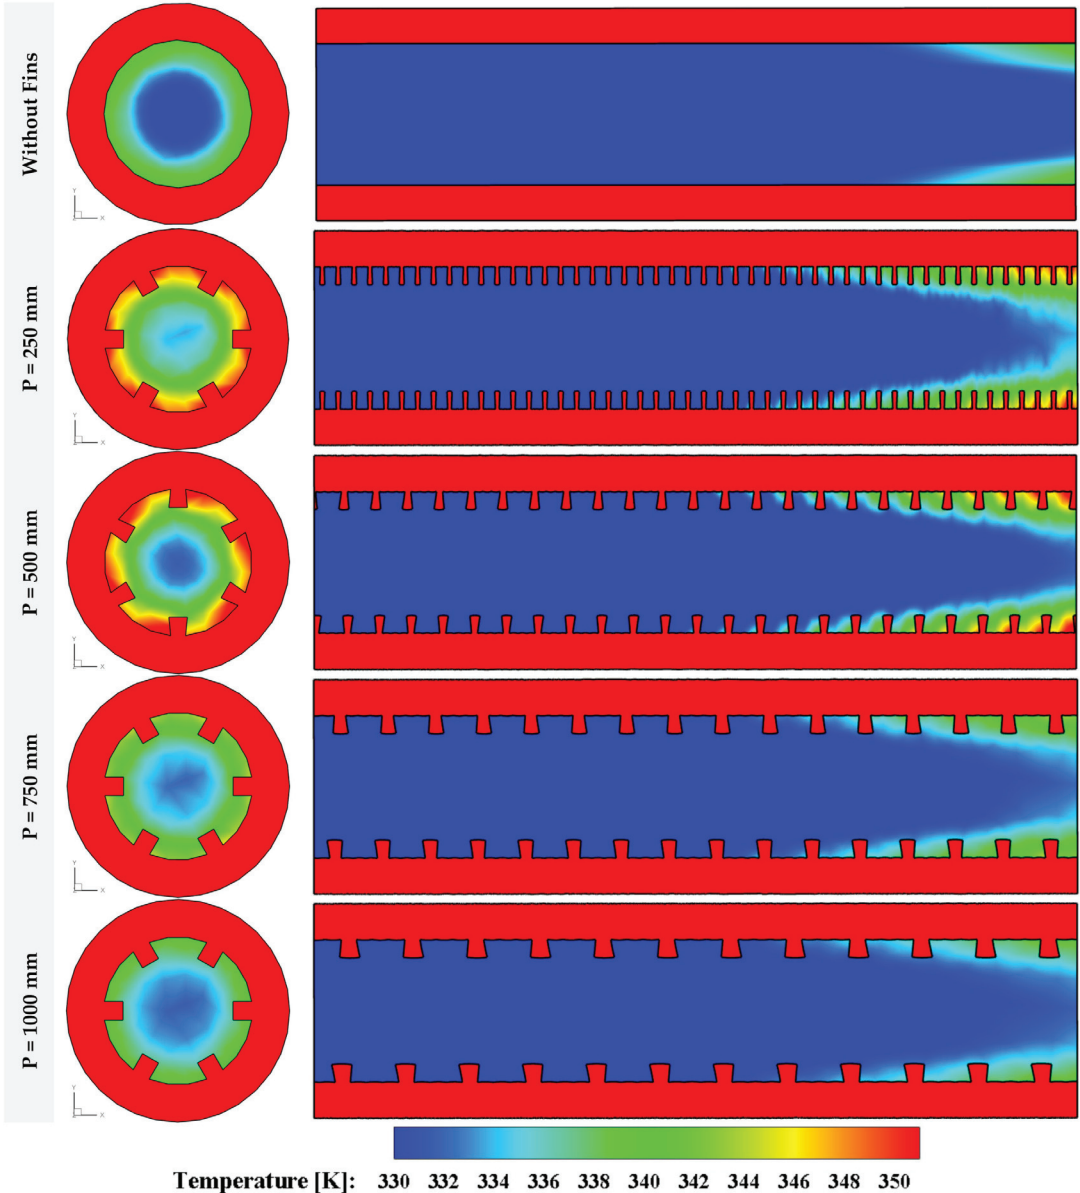 Without Fins
Y
X
P = 250 mm
Y
X
P = 500 mm
Y
X
P = 750 mm
Y
X
P = 1000 mm
Y
X
Temperature [K]: 330 332 334 336 338 340 342 344 346 348 350